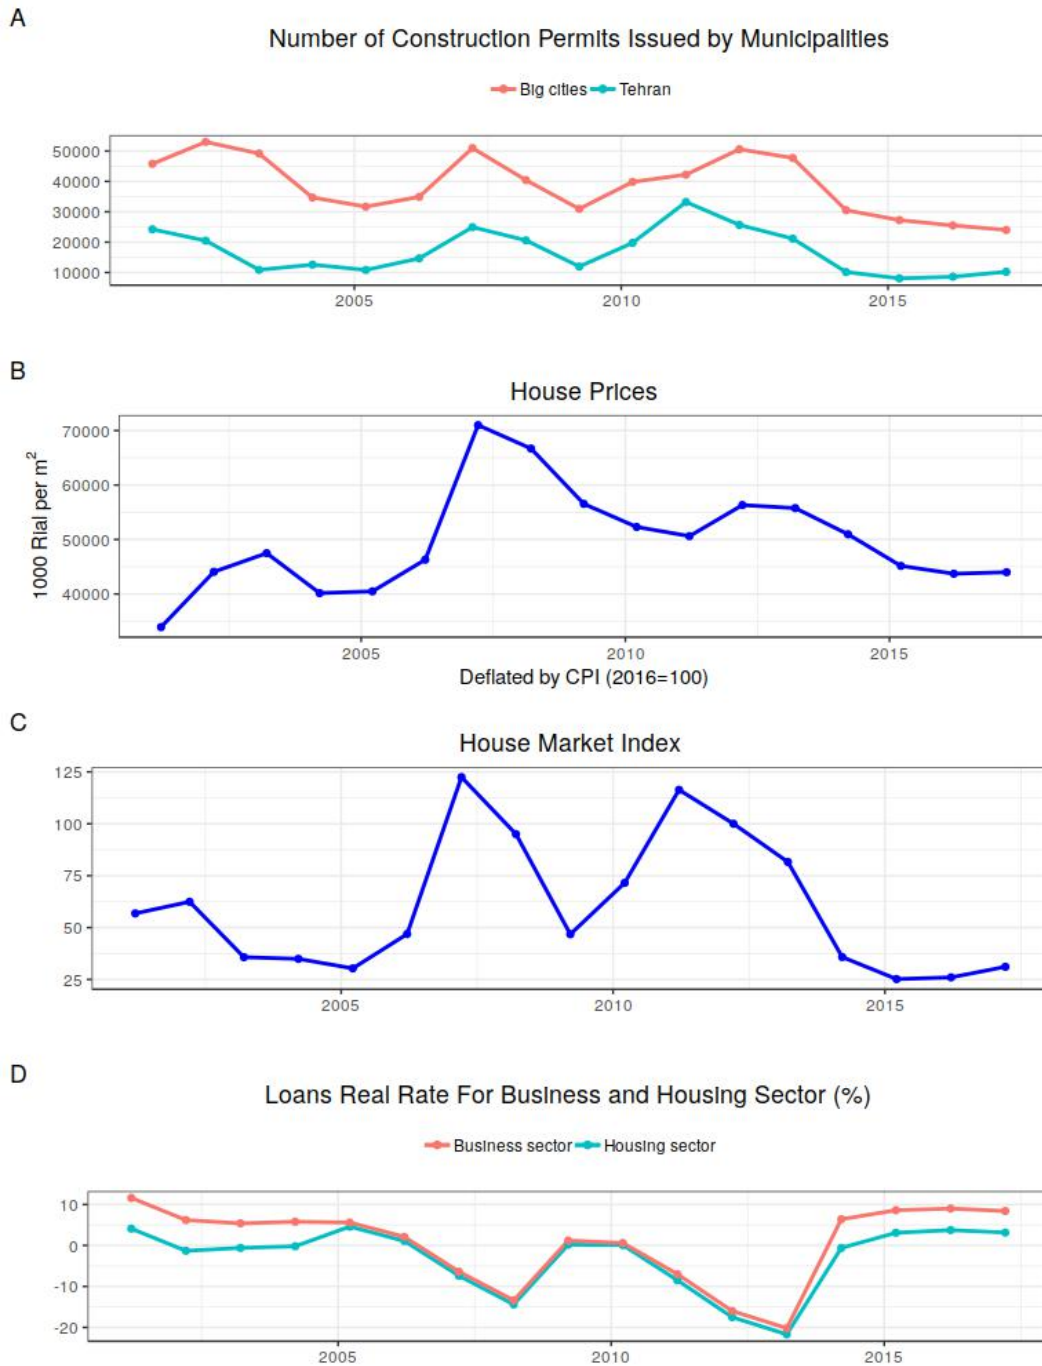 A
Number of Construction Permits Issued by Municipalities
Big cities Tehran
50000
40000
30000
20000
10000
2005 2010 2015
B
House Prices
1000 Rial per m²
70000
60000
50000
40000
2005 2010 2015
Deflated by CPI (2016=100)
C
House Market Index
125
100
75
50
25
2005 2010 2015
D
Loans Real Rate For Business and Housing Sector (%)
Business sector Housing sector
10
0
-10
-20
2005 2010 2015